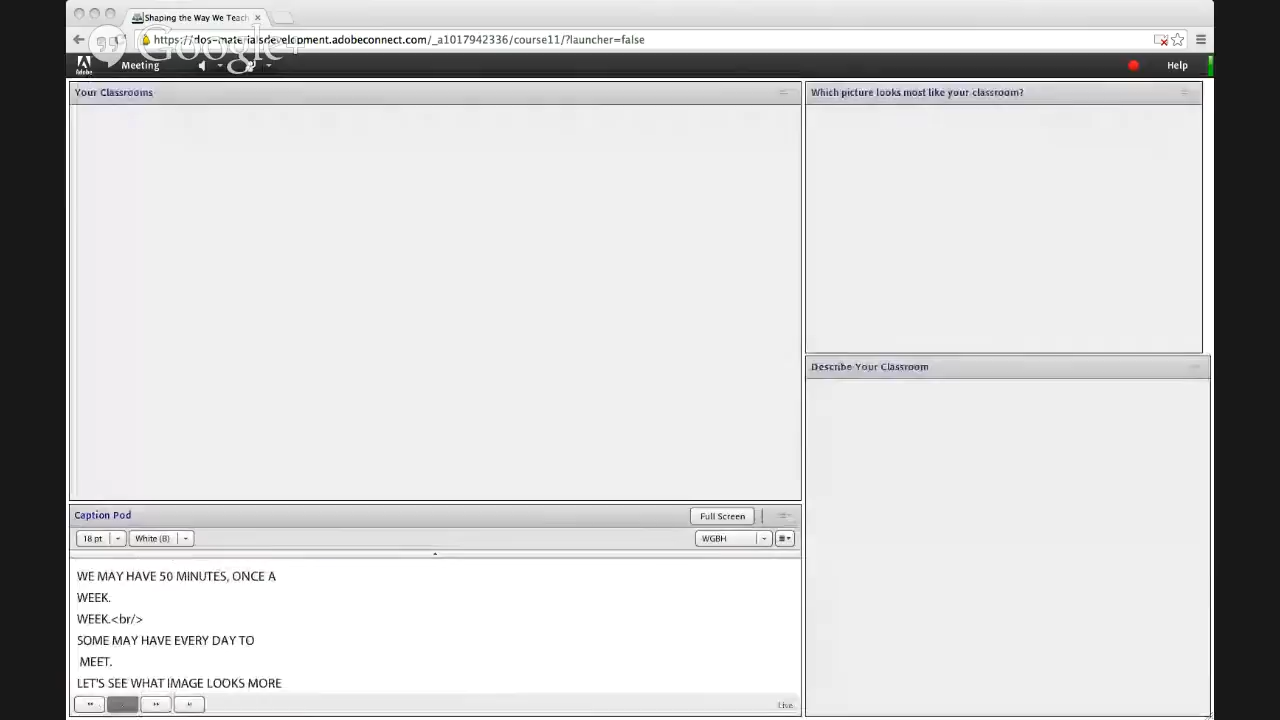 Shaping the Way We Teach
https://dos-materialsdevelopment.adobeconnect.com/_a1017942336/course11/?launcher=false
Google+
Adobe
Meeting
Help
Your Classrooms
Which picture looks most like your classroom?
Describe Your Classroom
Caption Pod
Full Screen
18 pt
White (B)
WGBH
WE MAY HAVE 50 MINUTES, ONCE A
WEEK.
WEEK.<br/>
SOME MAY HAVE EVERY DAY TO
MEET.
LET'S SEE WHAT IMAGE LOOKS MORE
Live